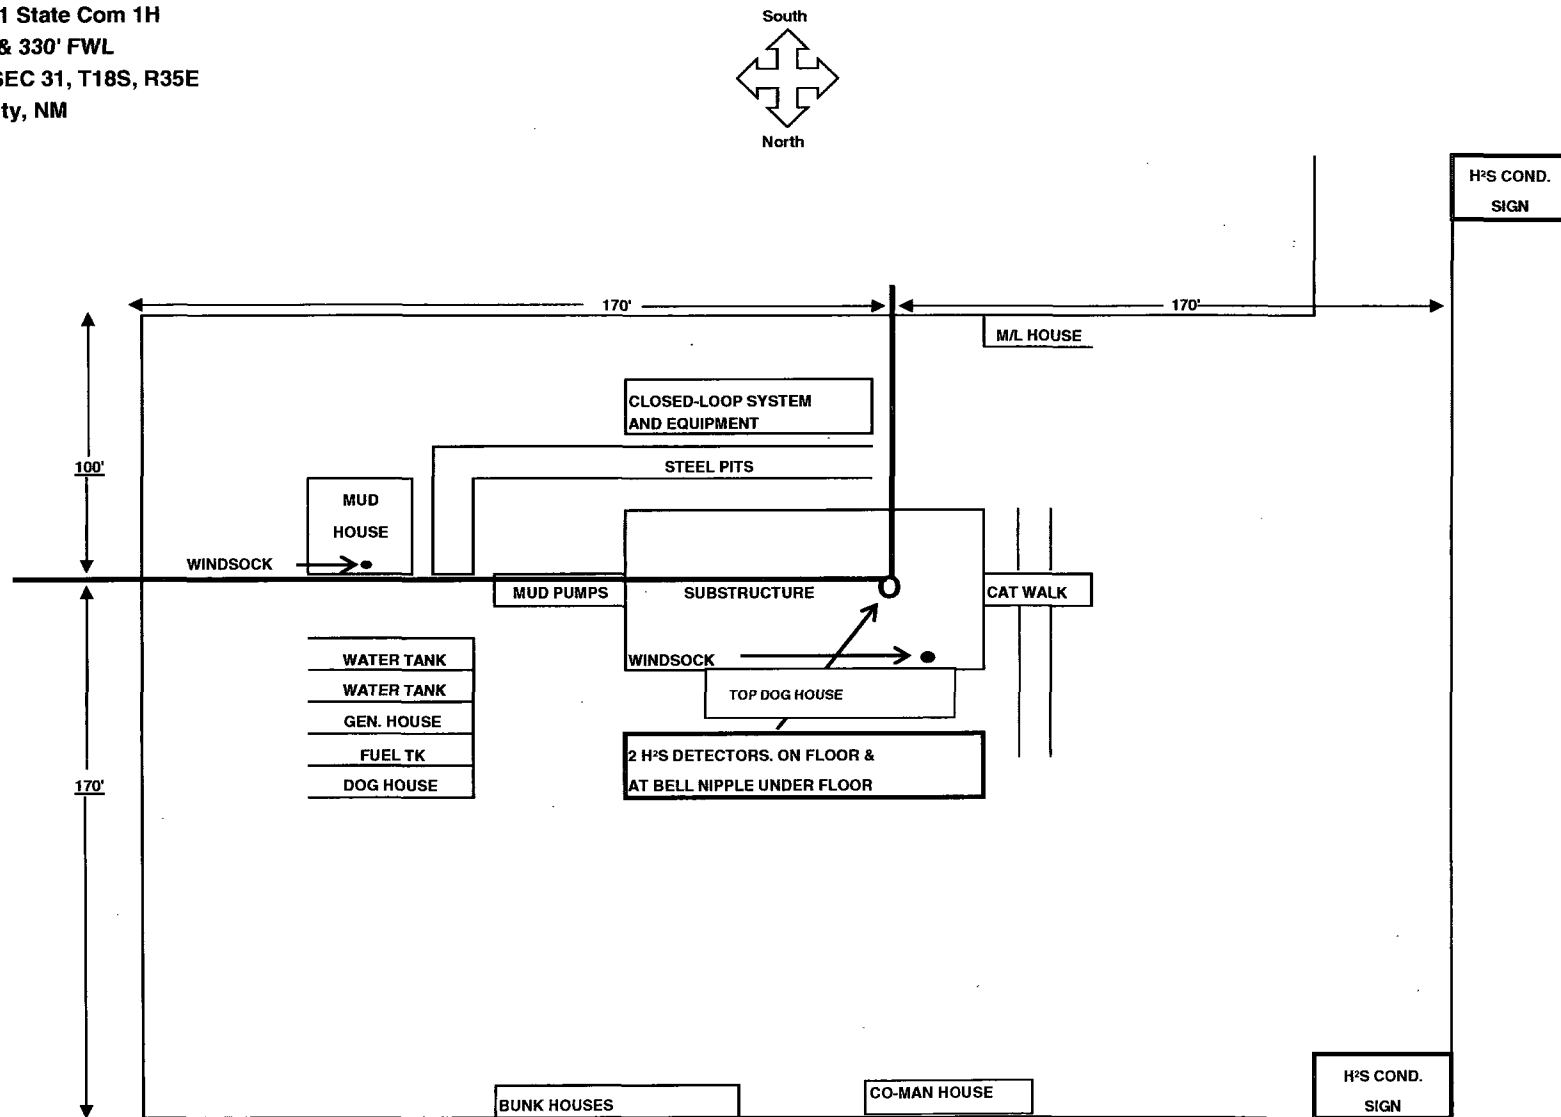 1 State Com 1H
& 330' FWL
SEC 31, T18S, R35E
ty, NM
South
North
H²S COND.
SIGN
170'
170'
M/L HOUSE
CLOSED-LOOP SYSTEM
AND EQUIPMENT
100'
STEEL PITS
MUD
HOUSE
WINDSOCK
MUD PUMPS
SUBSTRUCTURE
CAT WALK
WINDSOCK
WATER TANK
WATER TANK
GEN. HOUSE
FUEL TK
DOG HOUSE
TOP DOG HOUSE
2 H²S DETECTORS. ON FLOOR &
AT BELL NIPPLE UNDER FLOOR
170'
BUNK HOUSES
CO-MAN HOUSE
H²S COND.
SIGN